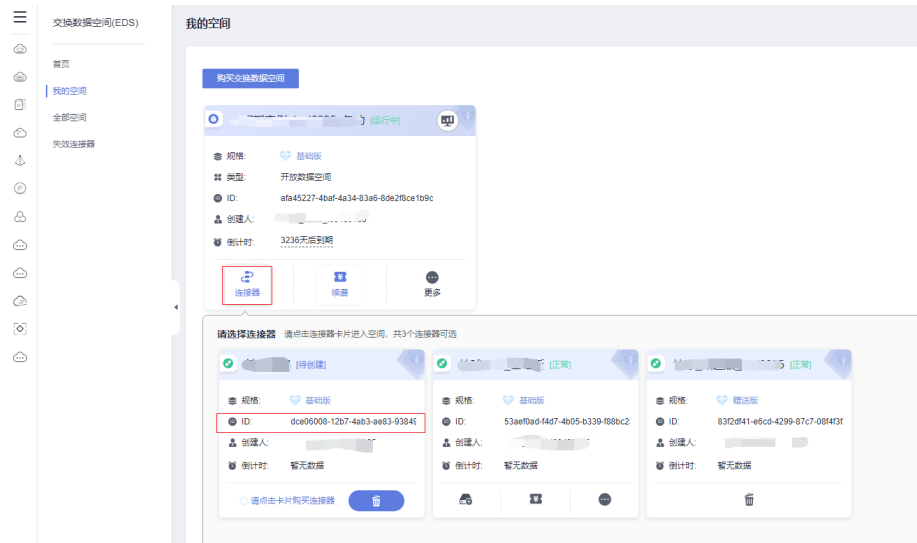 交换数据空间(EDS)
首页
我的空间
全部空间
失效连接器
我的空间
购买交换数据空间
[运行中]
规格: 基础版
类型: 开放数据空间
ID: afa45227-4baf-4a34-83a6-8de2f8ce1b9c
创建人:
倒计时: 3236天后到期
连接器 续费 更多
请选择连接器 请点击连接器卡片进入空间，共3个连接器可选
[待创建]
规格: 基础版
ID: dce06008-12b7-4ab3-ae83-93849
创建人:
倒计时: 暂无数据
请点击卡片购买连接器
[正常]
规格: 基础版
ID: 53aef0ad-f4d7-4b05-b339-f88bc2
创建人:
倒计时: 暂无数据
[正常]
规格: 赠送版
ID: 83f2df41-e6cd-4299-87c7-08f4f3f
创建人:
倒计时: 暂无数据